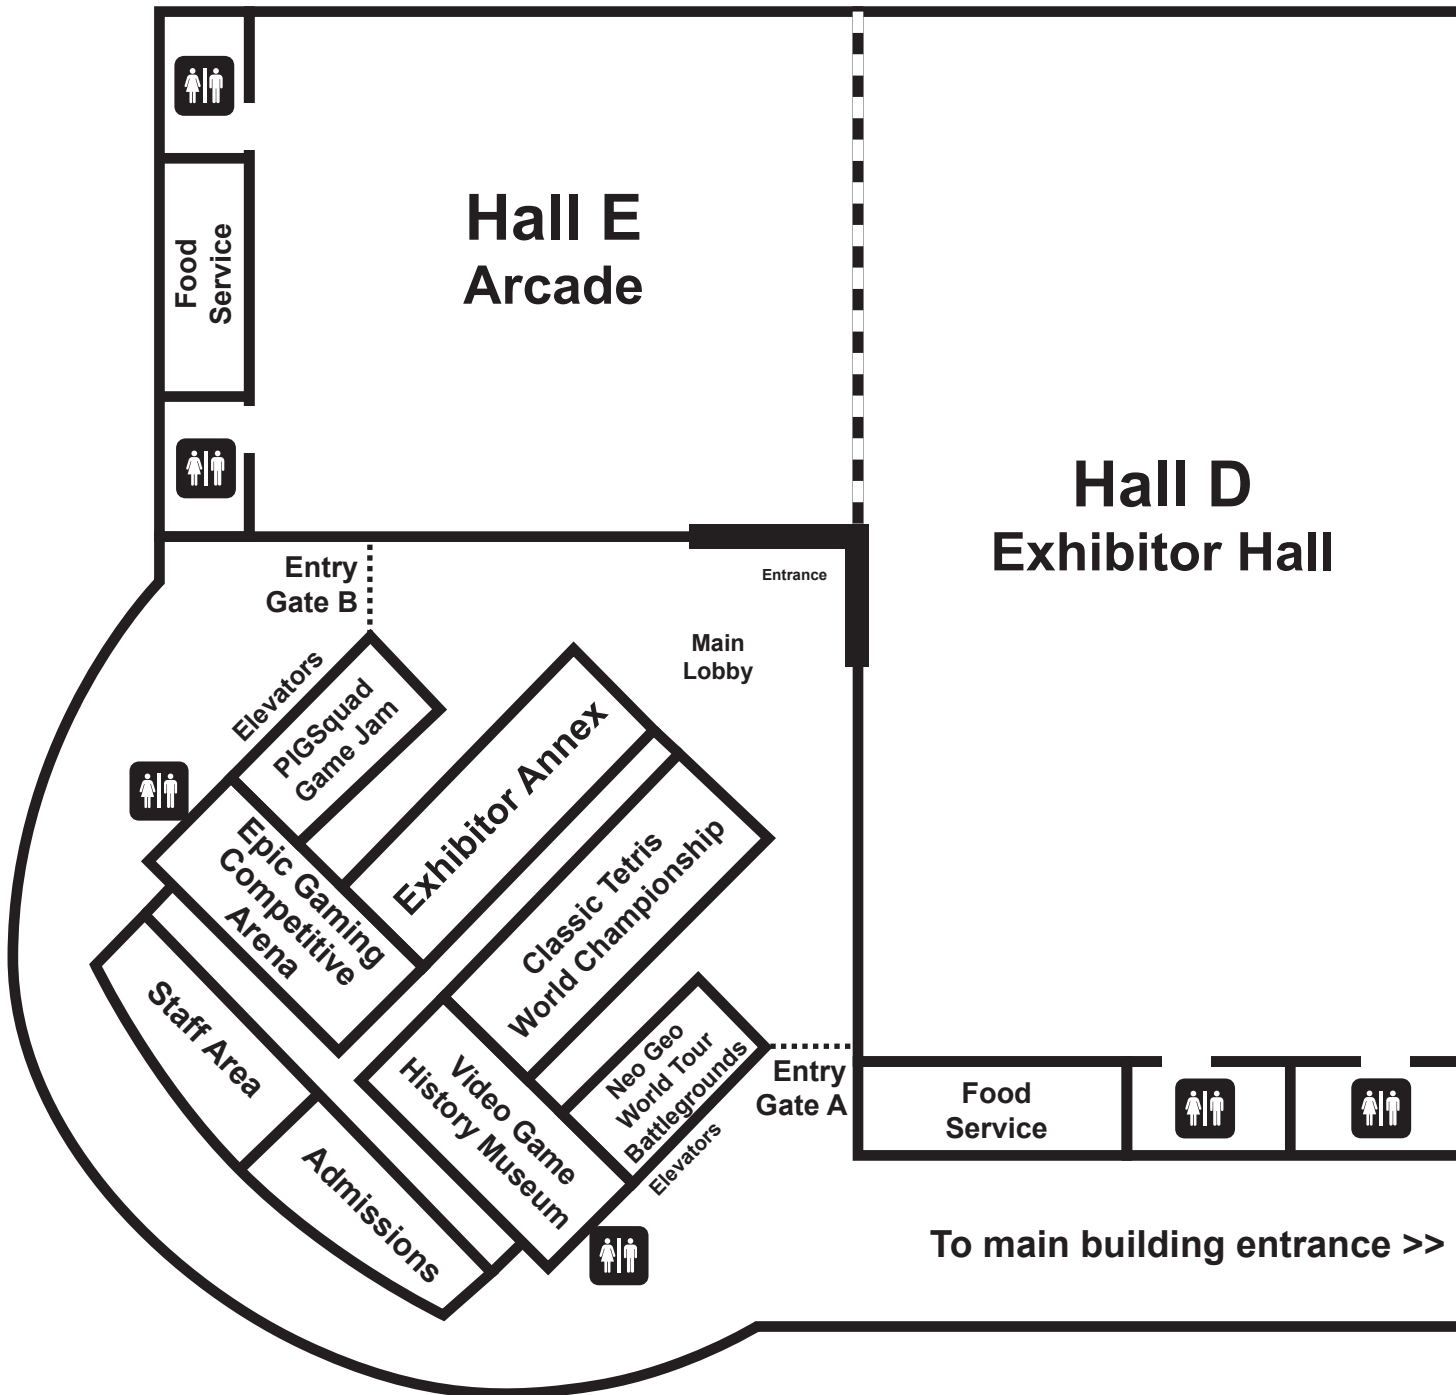 Hall E
Arcade
Food
Service
Hall D
Exhibitor Hall
Entry
Gate B
Entrance
Main
Lobby
Elevators
PIGSquad
Game Jam
Exhibitor Annex
Epic Gaming
Competitive
Arena
Classic Tetris
World Championship
Staff Area
Neo Geo
World Tour
Battlegrounds
Entry
Gate A
Elevators
Video Game
History Museum
Food
Service
Admissions
To main building entrance >>